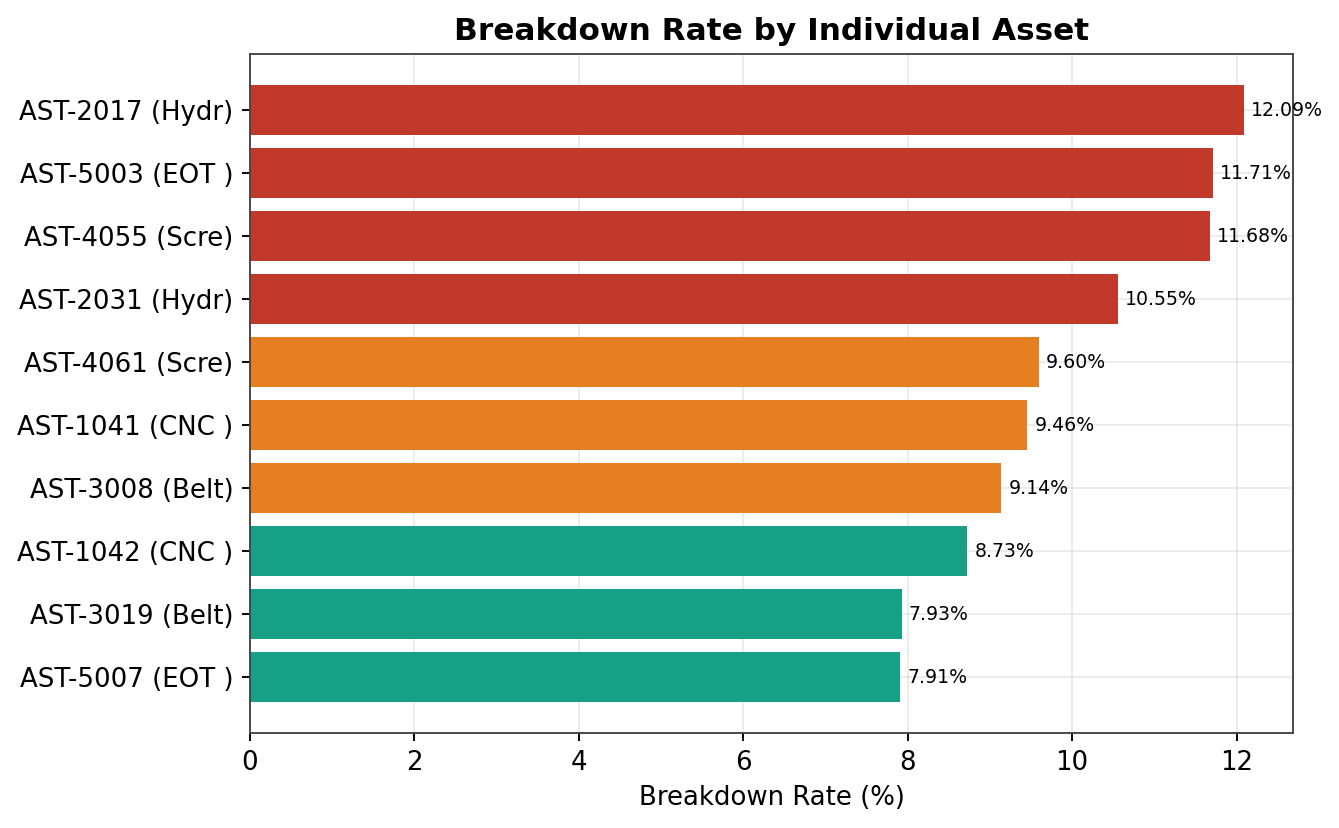 Breakdown Rate by Individual Asset
AST-2017 (Hydr) 12.09%
AST-5003 (EOT ) 11.71%
AST-4055 (Scre) 11.68%
AST-2031 (Hydr) 10.55%
AST-4061 (Scre) 9.60%
AST-1041 (CNC ) 9.46%
AST-3008 (Belt) 9.14%
AST-1042 (CNC ) 8.73%
AST-3019 (Belt) 7.93%
AST-5007 (EOT ) 7.91%
0 2 4 6 8 10 12
Breakdown Rate (%)